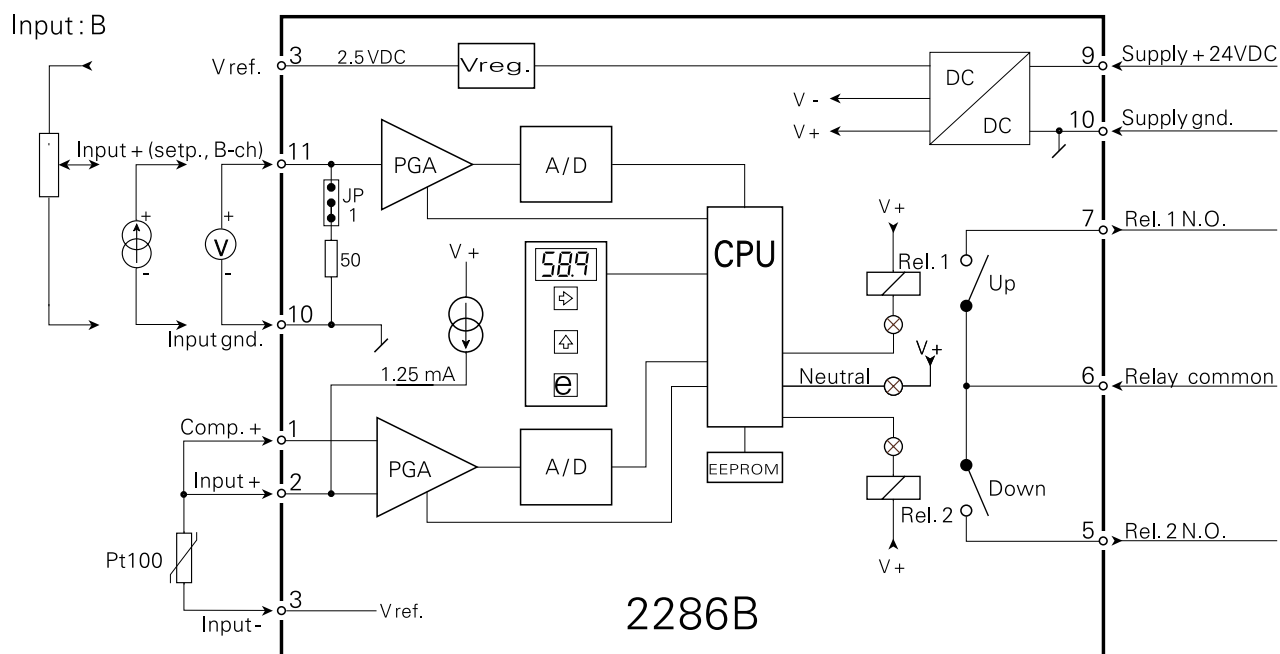 Input: B
3
2.5 VDC
Vref.
Vreg.
DC
DC
V -
V +
9
Supply + 24VDC
10
Supply gnd.
Input + (setp., B-ch)
11
PGA
A/D
JP
1
50
+
-
+
V
-
10
Input gnd.
V +
1.25 mA
58.9
e
CPU
EEPROM
V +
Rel. 1
Neutral
V +
Rel. 2
V +
7
Rel. 1 N.O.
Up
6
Relay common
Down
5
Rel. 2 N.O.
Comp. +
1
Input +
2
PGA
A/D
Pt100
3
Input -
Vref.
2286B